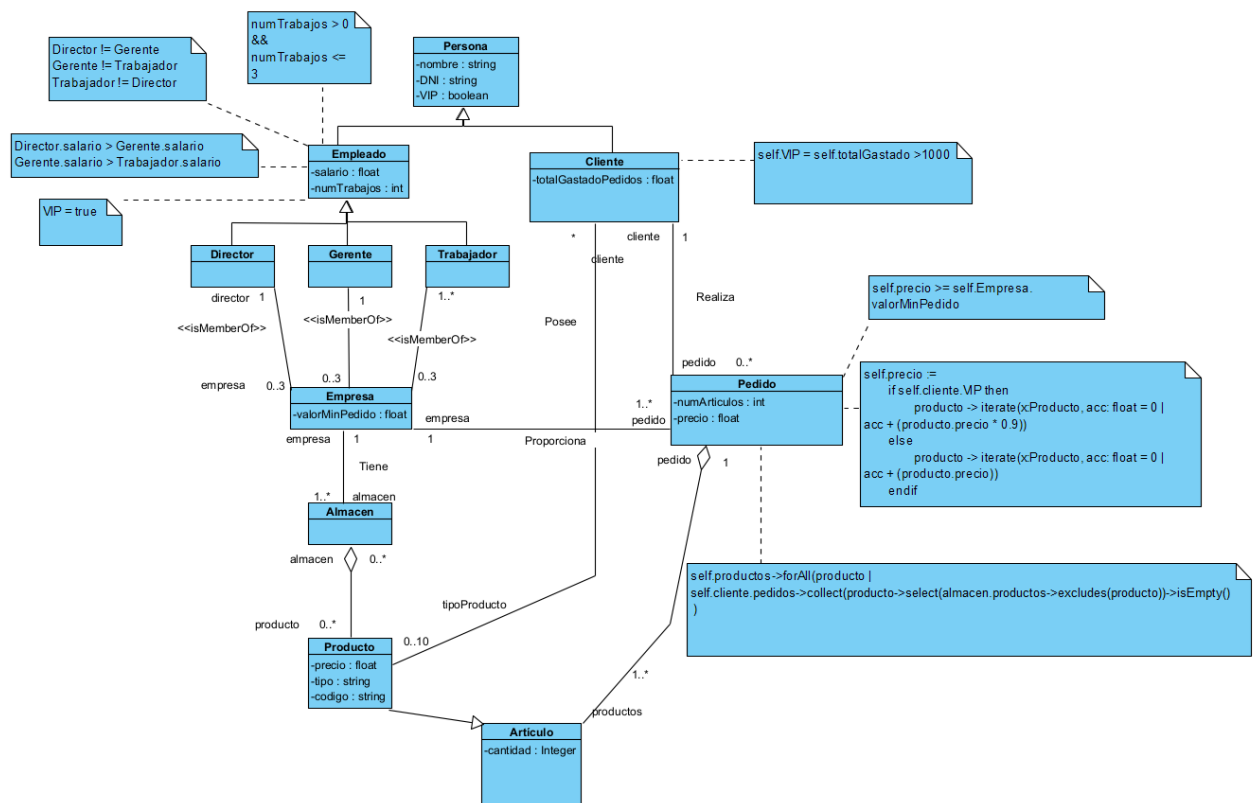 numTrabajos > 0
&&
numTrabajos <=
3
Director != Gerente
Gerente != Trabajador
Trabajador != Director
Persona
-nombre : string
-DNI : string
-VIP : boolean
Director.salario > Gerente.salario
Gerente.salario > Trabajador.salario
Empleado
-salario : float
-numTrabajos : int
Cliente
-totalGastadoPedidos : float
self.VIP = self.totalGastado >1000
VIP = true
Director
Gerente
Trabajador
*
cliente
cliente
1
director
1
1
1..*
<<isMemberOf>>
<<isMemberOf>>
<<isMemberOf>>
Posee
Realiza
self.precio >= self.Empresa.
valorMinPedido
empresa
0..3
0..3
0..3
pedido
0..*
Empresa
-valorMinPedido : float
Pedido
-numArticulos : int
-precio : float
self.precio :=
if self.cliente.VIP then
producto -> iterate(x:Producto, acc: float = 0 |
acc + (producto.precio * 0.9))
else
producto -> iterate(x:Producto, acc: float = 0 |
acc + (producto.precio))
endif
empresa
1..*
pedido
empresa
1
1
Proporciona
pedido
1
Tiene
1..*
almacen
Almacen
almacen
0..*
self.productos->forAll(producto |
self.cliente.pedidos->collect(producto->select(almacen.productos->excludes(producto))->isEmpty()
)
tipoProducto
producto
0..*
0..10
Producto
-precio : float
-tipo : string
-codigo : string
1..*
productos
Artículo
-cantidad : Integer